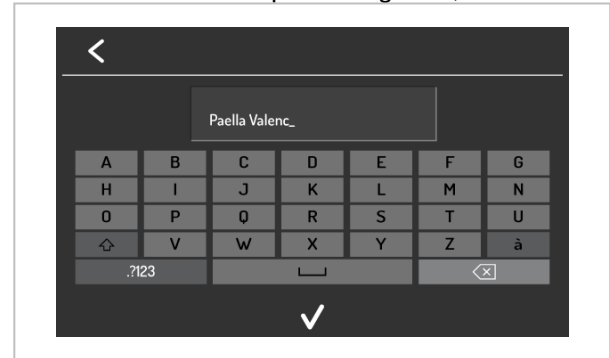 Paella Valenc_
A B C D E F G
H I J K L M N
O P Q R S T U
V W X Y Z à
.?123